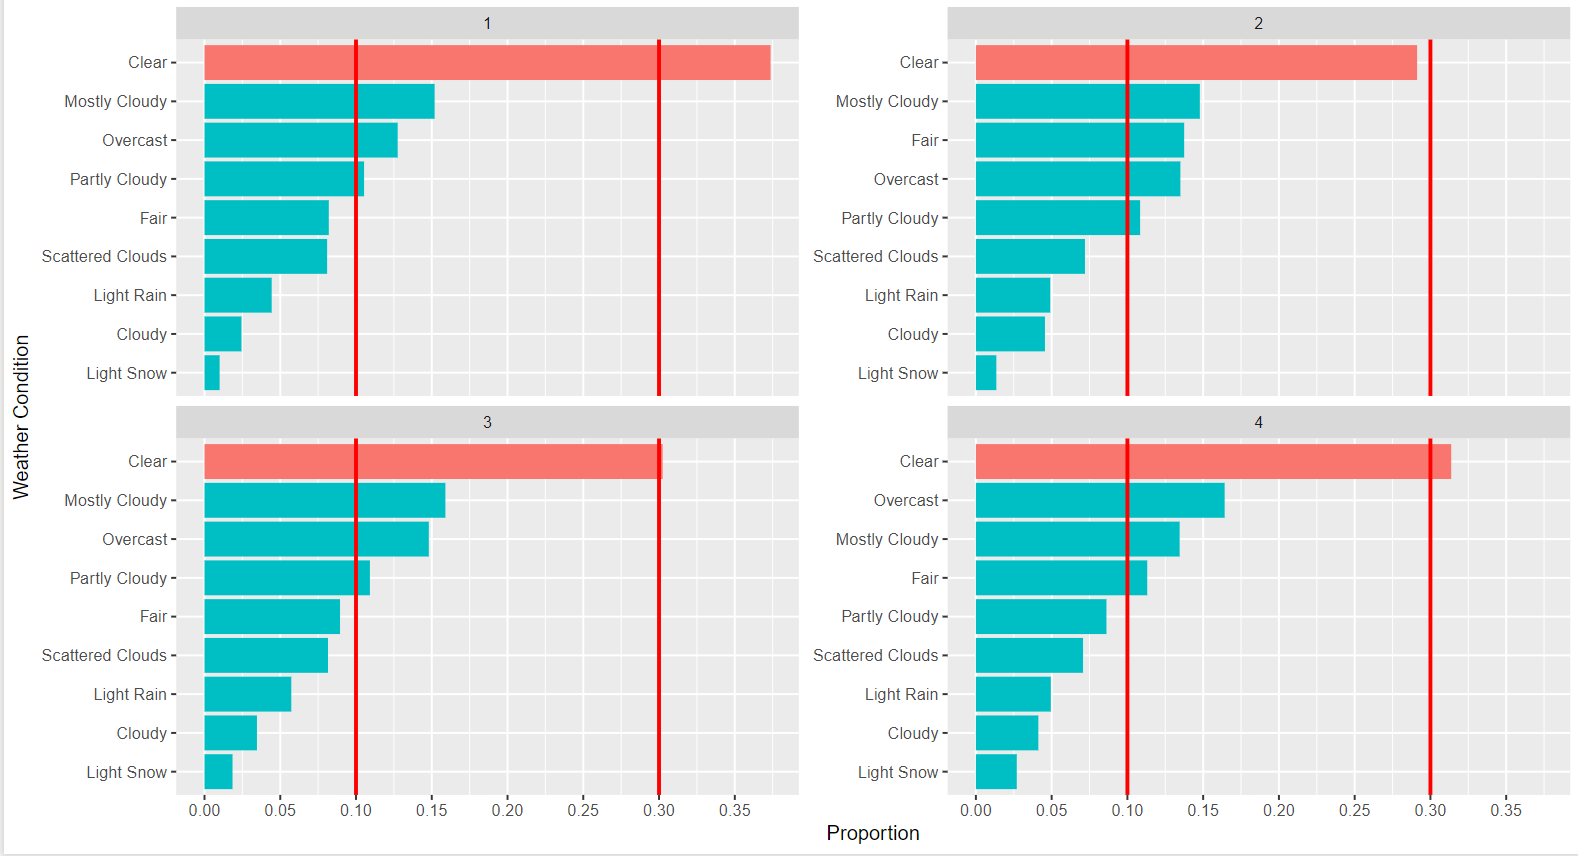 1
Clear
Mostly Cloudy
Overcast
Partly Cloudy
Fair
Scattered Clouds
Light Rain
Cloudy
Light Snow
2
Clear
Mostly Cloudy
Fair
Overcast
Partly Cloudy
Scattered Clouds
Light Rain
Cloudy
Light Snow
Weather Condition
3
Clear
Mostly Cloudy
Overcast
Partly Cloudy
Fair
Scattered Clouds
Light Rain
Cloudy
Light Snow
0.00 0.05 0.10 0.15 0.20 0.25 0.30 0.35
4
Clear
Overcast
Mostly Cloudy
Fair
Partly Cloudy
Scattered Clouds
Light Rain
Cloudy
Light Snow
0.00 0.05 0.10 0.15 0.20 0.25 0.30 0.35
Proportion